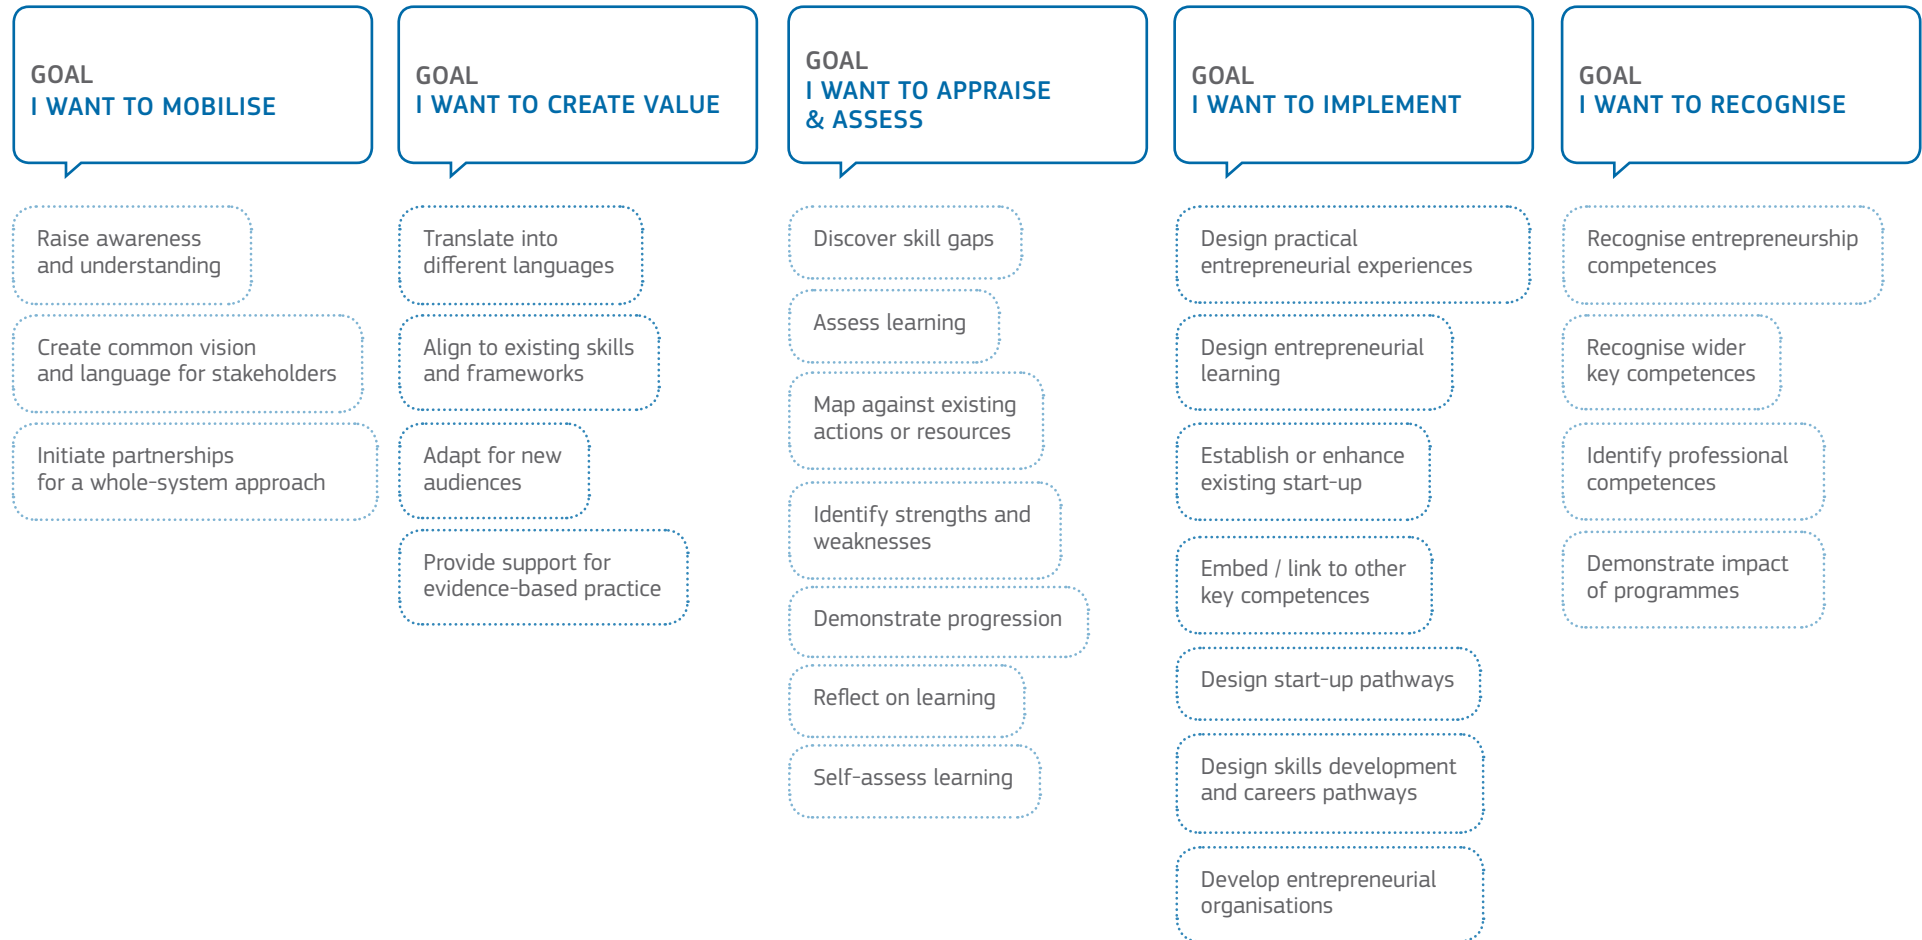 GOAL
I WANT TO MOBILISE
Raise awareness
and understanding
Create common vision
and language for stakeholders
Initiate partnerships
for a whole-system approach
GOAL
I WANT TO CREATE VALUE
Translate into
different languages
Align to existing skills
and frameworks
Adapt for new
audiences
Provide support for
evidence-based practice
GOAL
I WANT TO APPRAISE
& ASSESS
Discover skill gaps
Assess learning
Map against existing
actions or resources
Identify strengths and
weaknesses
Demonstrate progression
Reflect on learning
Self-assess learning
GOAL
I WANT TO IMPLEMENT
Design practical
entrepreneurial experiences
Design entrepreneurial
learning
Establish or enhance
existing start-up
Embed / link to other
key competences
Design start-up pathways
Design skills development
and careers pathways
Develop entrepreneurial
organisations
GOAL
I WANT TO RECOGNISE
Recognise entrepreneurship
competences
Recognise wider
key competences
Identify professional
competences
Demonstrate impact
of programmes